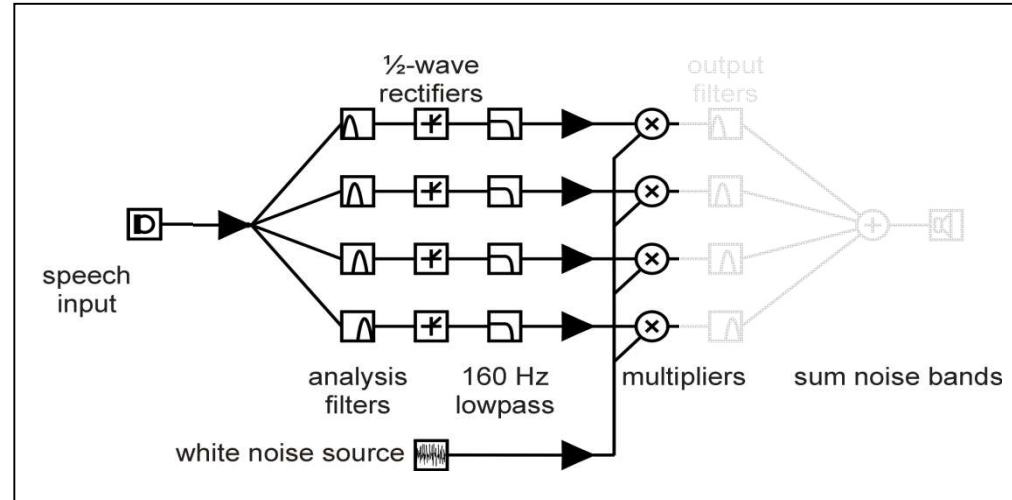 ½-wave
rectifiers
output
filters
speech
input
analysis
filters
160 Hz
lowpass
multipliers
sum noise bands
white noise source